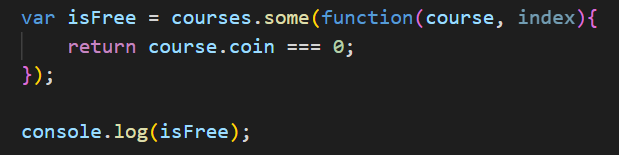 var isFree = courses.some(function(course, index){
    return course.coin === 0;
});

console.log(isFree);